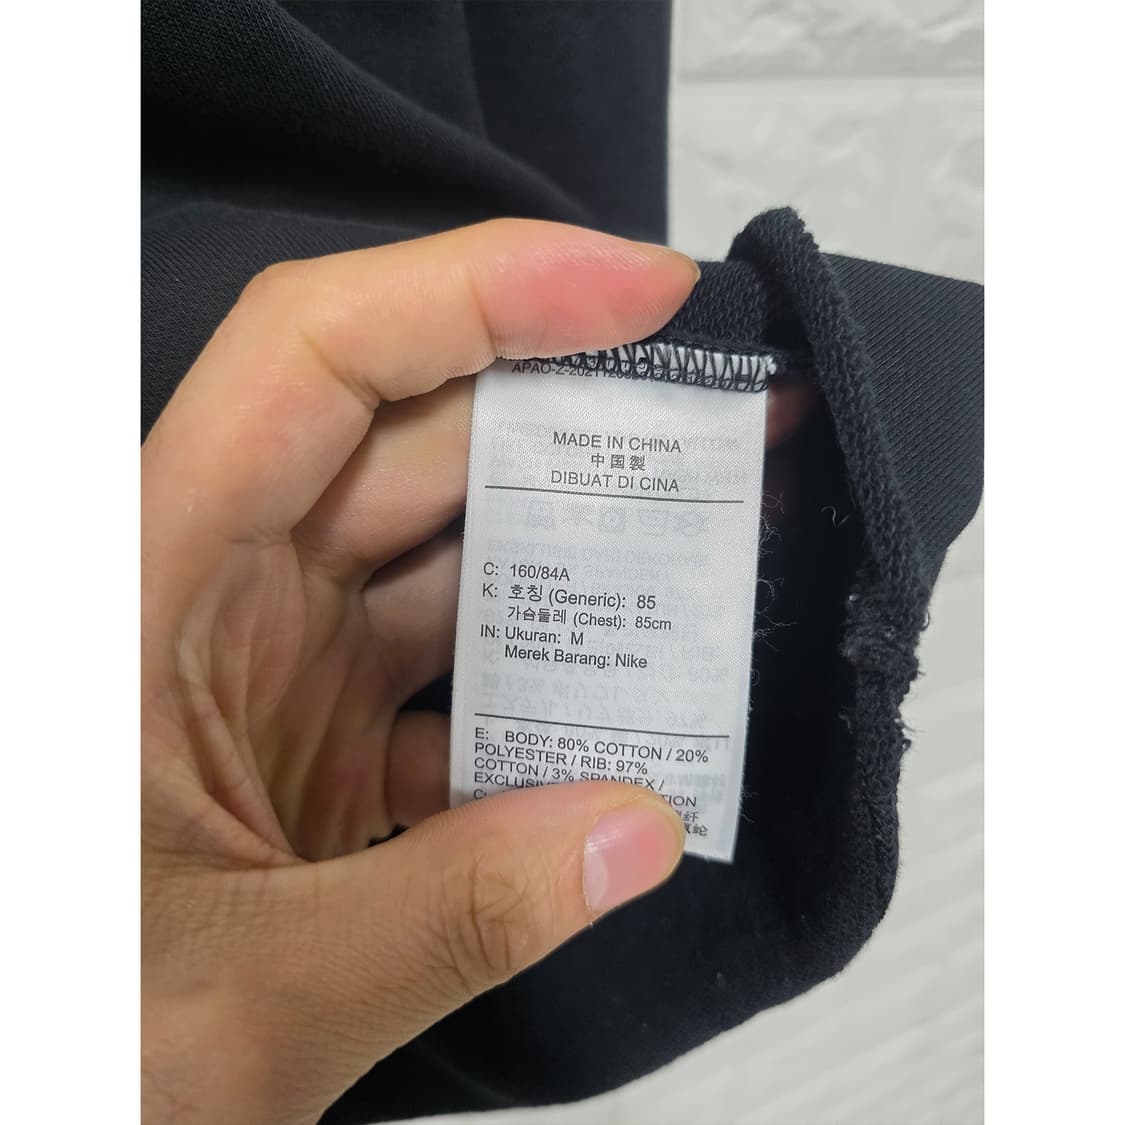 MADE IN CHINA
中国製
DIBUAT DI CINA
C: 160/84A
K: 호칭 (Generic): 85
가슴둘레 (Chest): 85cm
IN: Ukuran: M
Merek Barang: Nike
E: BODY: 80% COTTON / 20%
POLYESTER / RIB: 97%
COTTON / 3% SPANDEX /